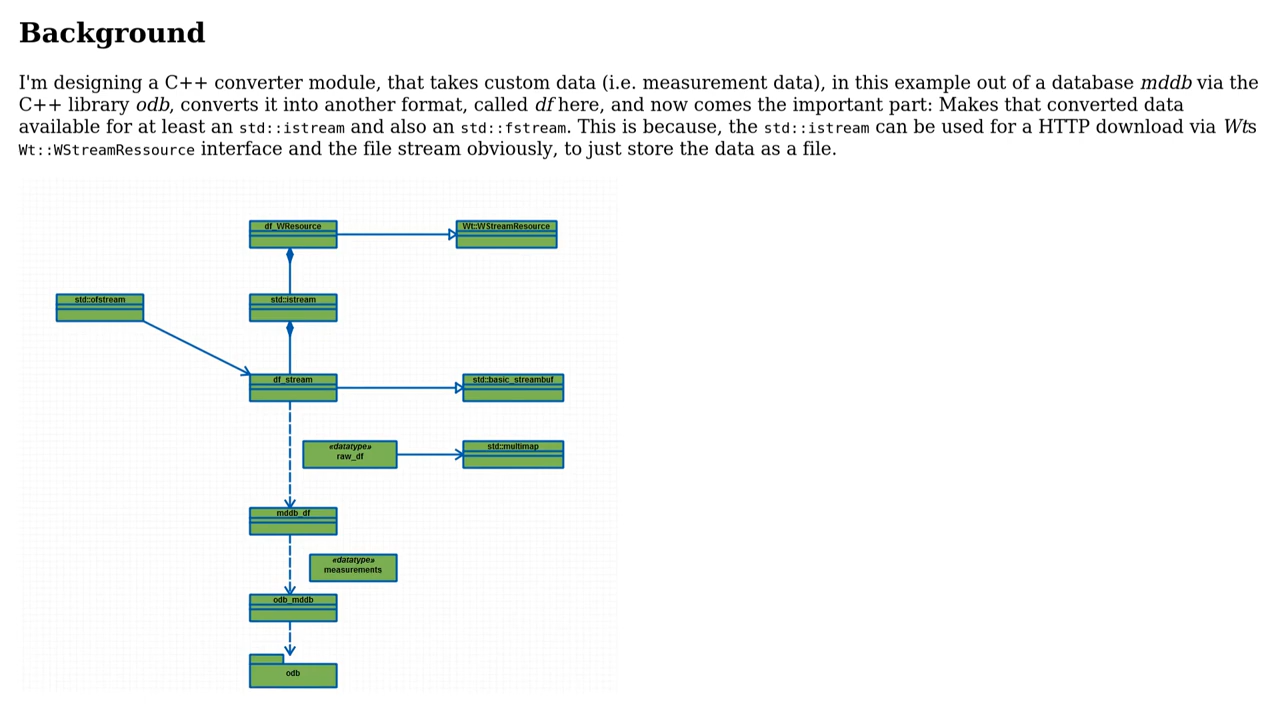 Background
I'm designing a C++ converter module, that takes custom data (i.e. measurement data), in this example out of a database mddb via the
C++ library odb, converts it into another format, called df here, and now comes the important part: Makes that converted data
available for at least an std::istream and also an std::fstream. This is because, the std::istream can be used for a HTTP download via Wts
Wt::WStreamRessource interface and the file stream obviously, to just store the data as a file.
df_WResource
Wt::WStreamResource
std::ofstream
std::istream
df_stream
std::basic_streambuf
«datatype»
raw_df
std::multimap
mddb_df
«datatype»
measurements
odb_mddb
odb